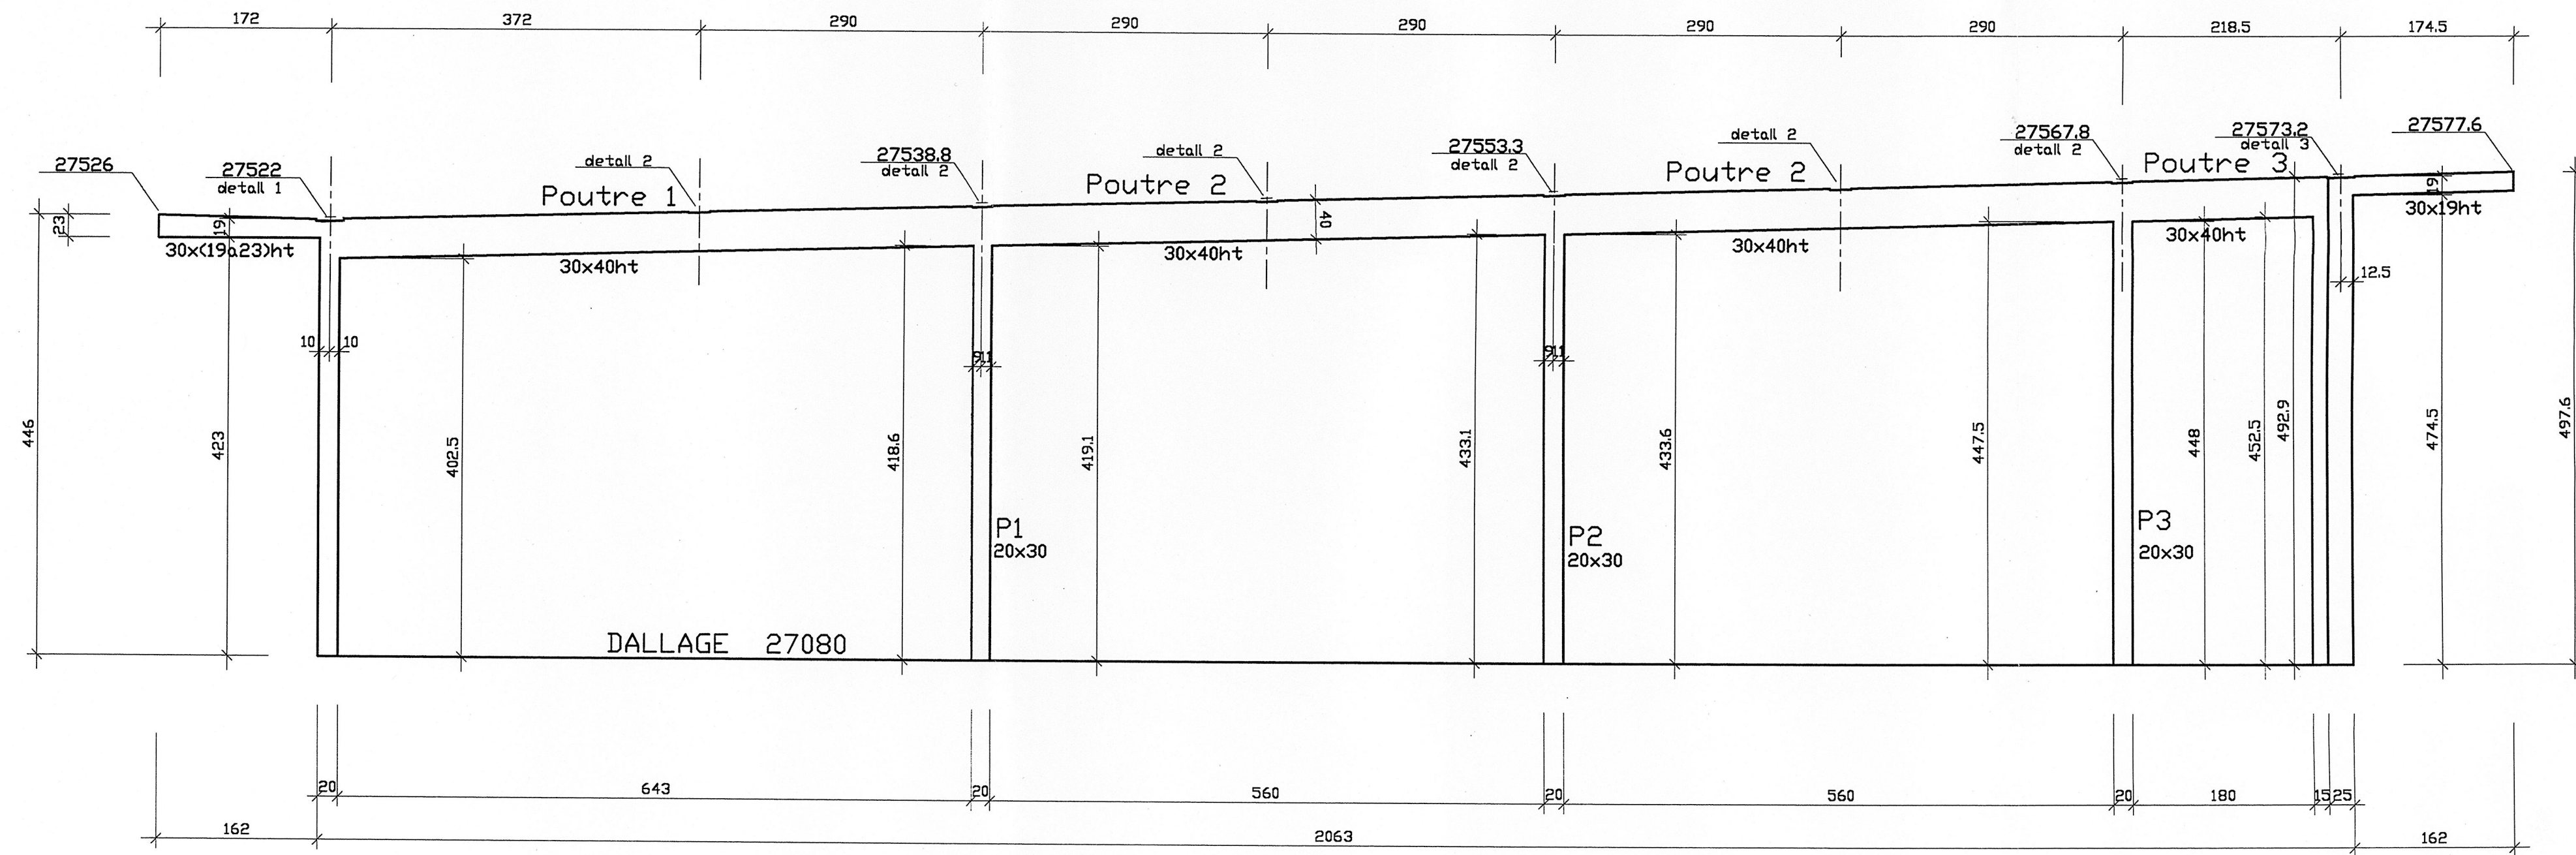 172
372
290
290
290
290
290
218.5
174.5
27526
27522
detail 1
detail 2
Poutre 1
27538.8
detail 2
detail 2
Poutre 2
27553.3
detail 2
detail 2
Poutre 2
27567.8
detail 2
27573.2
detail 3
Poutre 3
27577.6
23
19
30x(19a23)ht
30x40ht
40
30x40ht
30x40ht
30x40ht
19
30x19ht
12.5
10
10
911
911
446
423
402.5
418.6
419.1
433.1
433.6
447.5
448
452.5
492.9
474.5
497.6
P1
20x30
P2
20x30
P3
20x30
DALLAGE 27080
20
643
20
560
20
560
20
180
15
25
162
2063
162